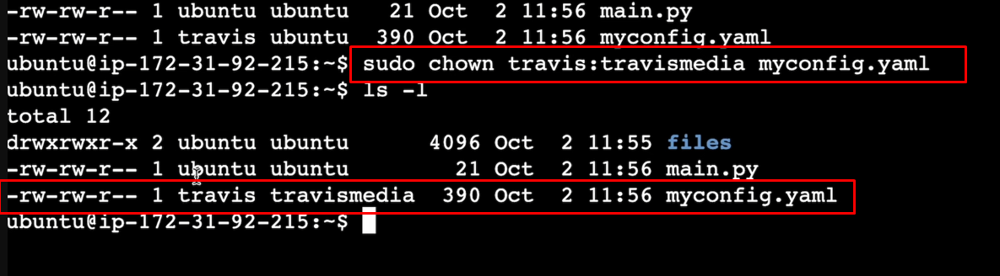 -rw-rw-r-- 1 ubuntu ubuntu   21 Oct  2 11:56 main.py
-rw-rw-r-- 1 travis ubuntu  390 Oct  2 11:56 myconfig.yaml
ubuntu@ip-172-31-92-215:~$ sudo chown travis:travismedia myconfig.yaml
ubuntu@ip-172-31-92-215:~$ ls -l
total 12
drwxrwxr-x 2 ubuntu ubuntu      4096 Oct  2 11:55 files
-rw-rw-r-- 1 ubuntu ubuntu        21 Oct  2 11:56 main.py
-rw-rw-r-- 1 travis travismedia  390 Oct  2 11:56 myconfig.yaml
ubuntu@ip-172-31-92-215:~$